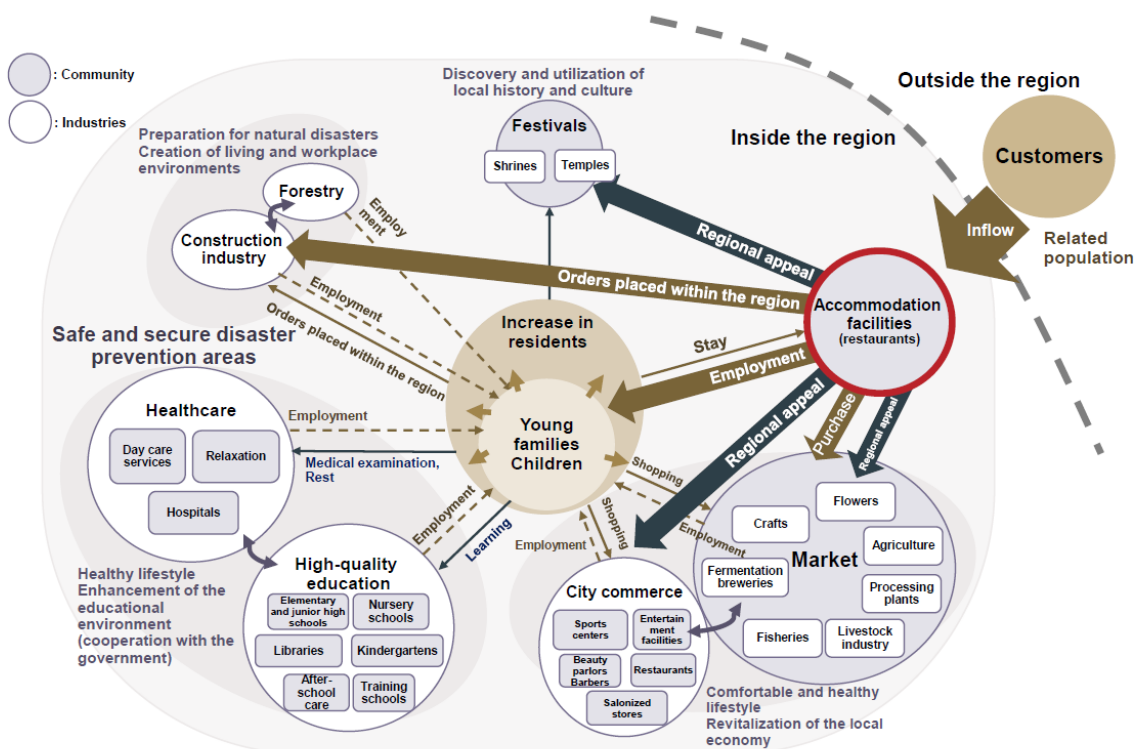 : Community
: Industries
Outside the region
Customers
Inflow
Related
population
Inside the region
Discovery and utilization of
local history and culture
Festivals
Shrines
Temples
Preparation for natural disasters
Creation of living and workplace
environments
Forestry
Construction
industry
Employ
ment
Employment
Orders placed within the region
Regional appeal
Orders placed within the region
Accommodation
facilities
(restaurants)
Stay
Employment
Regional appeal
Purchase
Regional appeal
Increase in
residents
Young
families
Children
Safe and secure disaster
prevention areas
Healthcare
Day care
services
Relaxation
Hospitals
Employment
Medical examination,
Rest
Employment
Learning
Healthy lifestyle
Enhancement of the
educational
environment
(cooperation with the
government)
High-quality
education
Elementary
and junior high
schools
Nursery
schools
Libraries
Kindergartens
After-
school
care
Training
schools
Shopping
Employment
Shopping
Employment
City commerce
Sports
centers
Entertain
ment
facilities
Beauty
parlors
Barbers
Restaurants
Salonized
stores
Market
Flowers
Crafts
Agriculture
Fermentation
breweries
Processing
plants
Fisheries
Livestock
industry
Comfortable and healthy
lifestyle
Revitalization of the local
economy